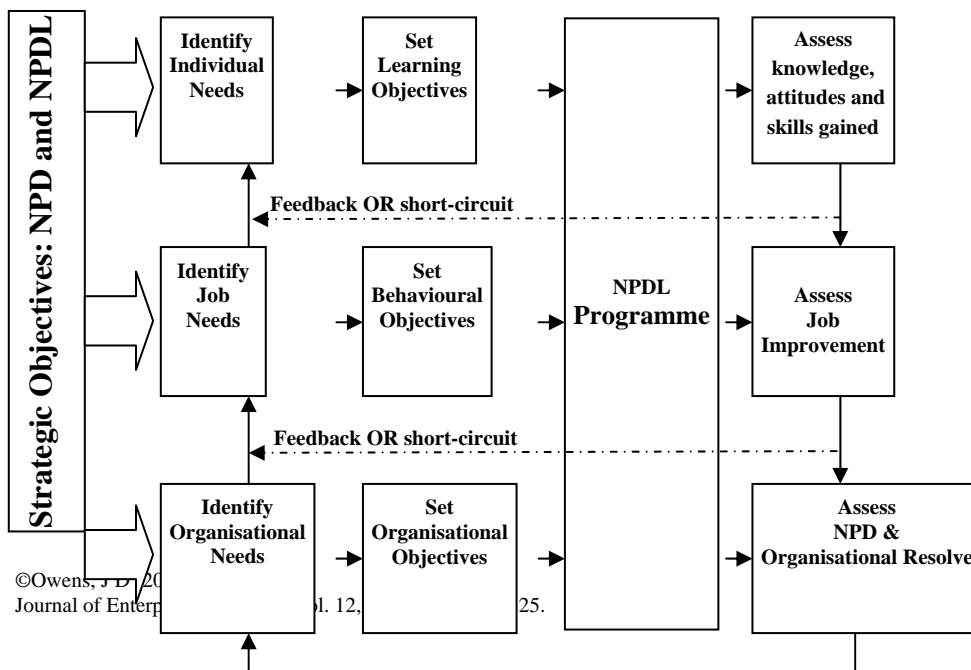 Strategic Objectives: NPD and NPDL
Identify
Individual
Needs
Set
Learning
Objectives
Assess
knowledge,
attitudes and
skills gained
Feedback OR short-circuit
Identify
Job
Needs
Set
Behavioural
Objectives
NPDL
Programme
Assess
Job
Improvement
Feedback OR short-circuit
Identify
Organisational
Needs
Set
Organisational
Objectives
Assess
NPD &
Organisational Resolve
©Owens, J D 20
Journal of Enterp l. 12, 25.